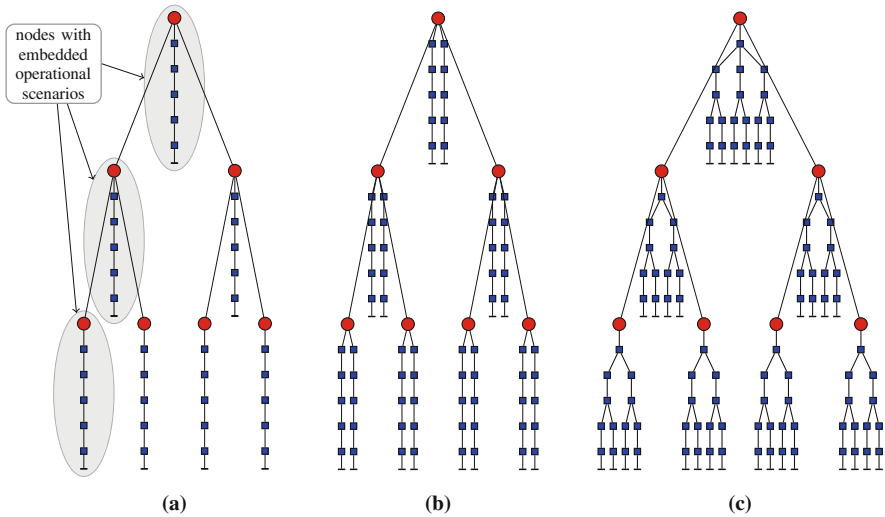 nodes with
embedded
operational
scenarios
(a)
(b)
(c)